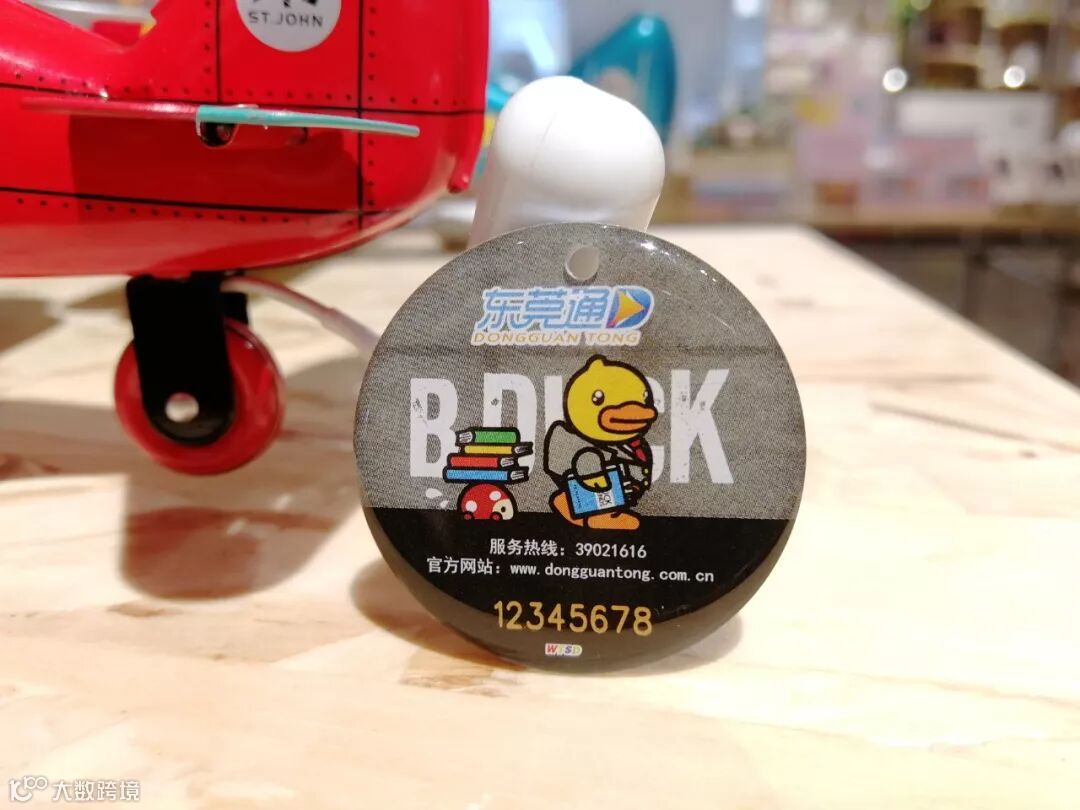 ST.JOHN
东莞通
DONGGUAN TONG
B.DUCK
服务热线：39021616
官方网站：www.dongguantong.com.cn
12345678
WTSD
大数跨境